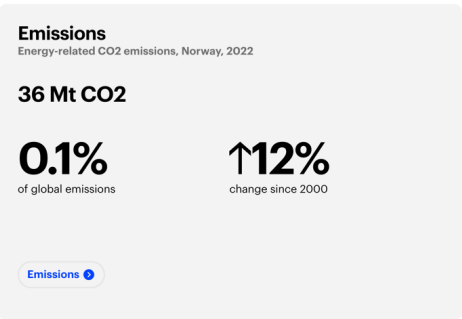 Emissions
Energy-related CO2 emissions, Norway, 2022
36 Mt CO2
0.1%
of global emissions
↑12%
change since 2000
Emissions